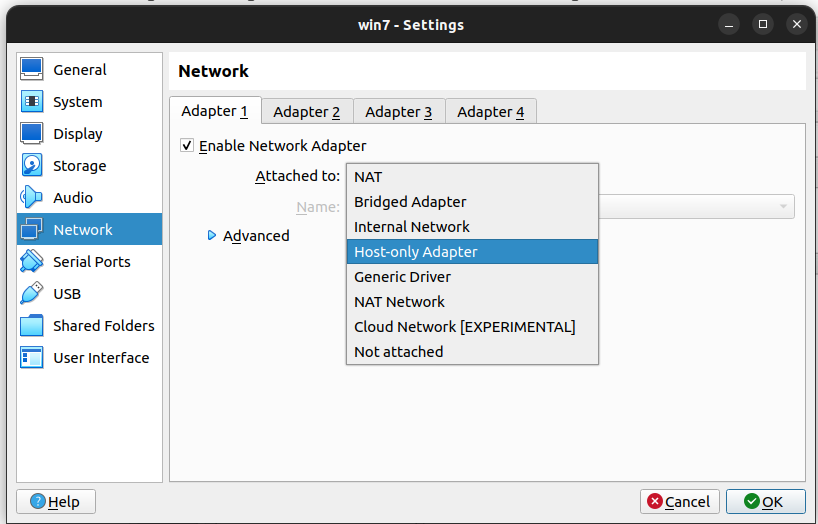 win7 - Settings
General
System
Display
Storage
Audio
Network
Serial Ports
USB
Shared Folders
User Interface
Network
Adapter 1
Adapter 2
Adapter 3
Adapter 4
Enable Network Adapter
Attached to:
NAT
Bridged Adapter
Internal Network
Host-only Adapter
Generic Driver
NAT Network
Cloud Network [EXPERIMENTAL]
Not attached
Name:
Advanced
Help
Cancel
OK